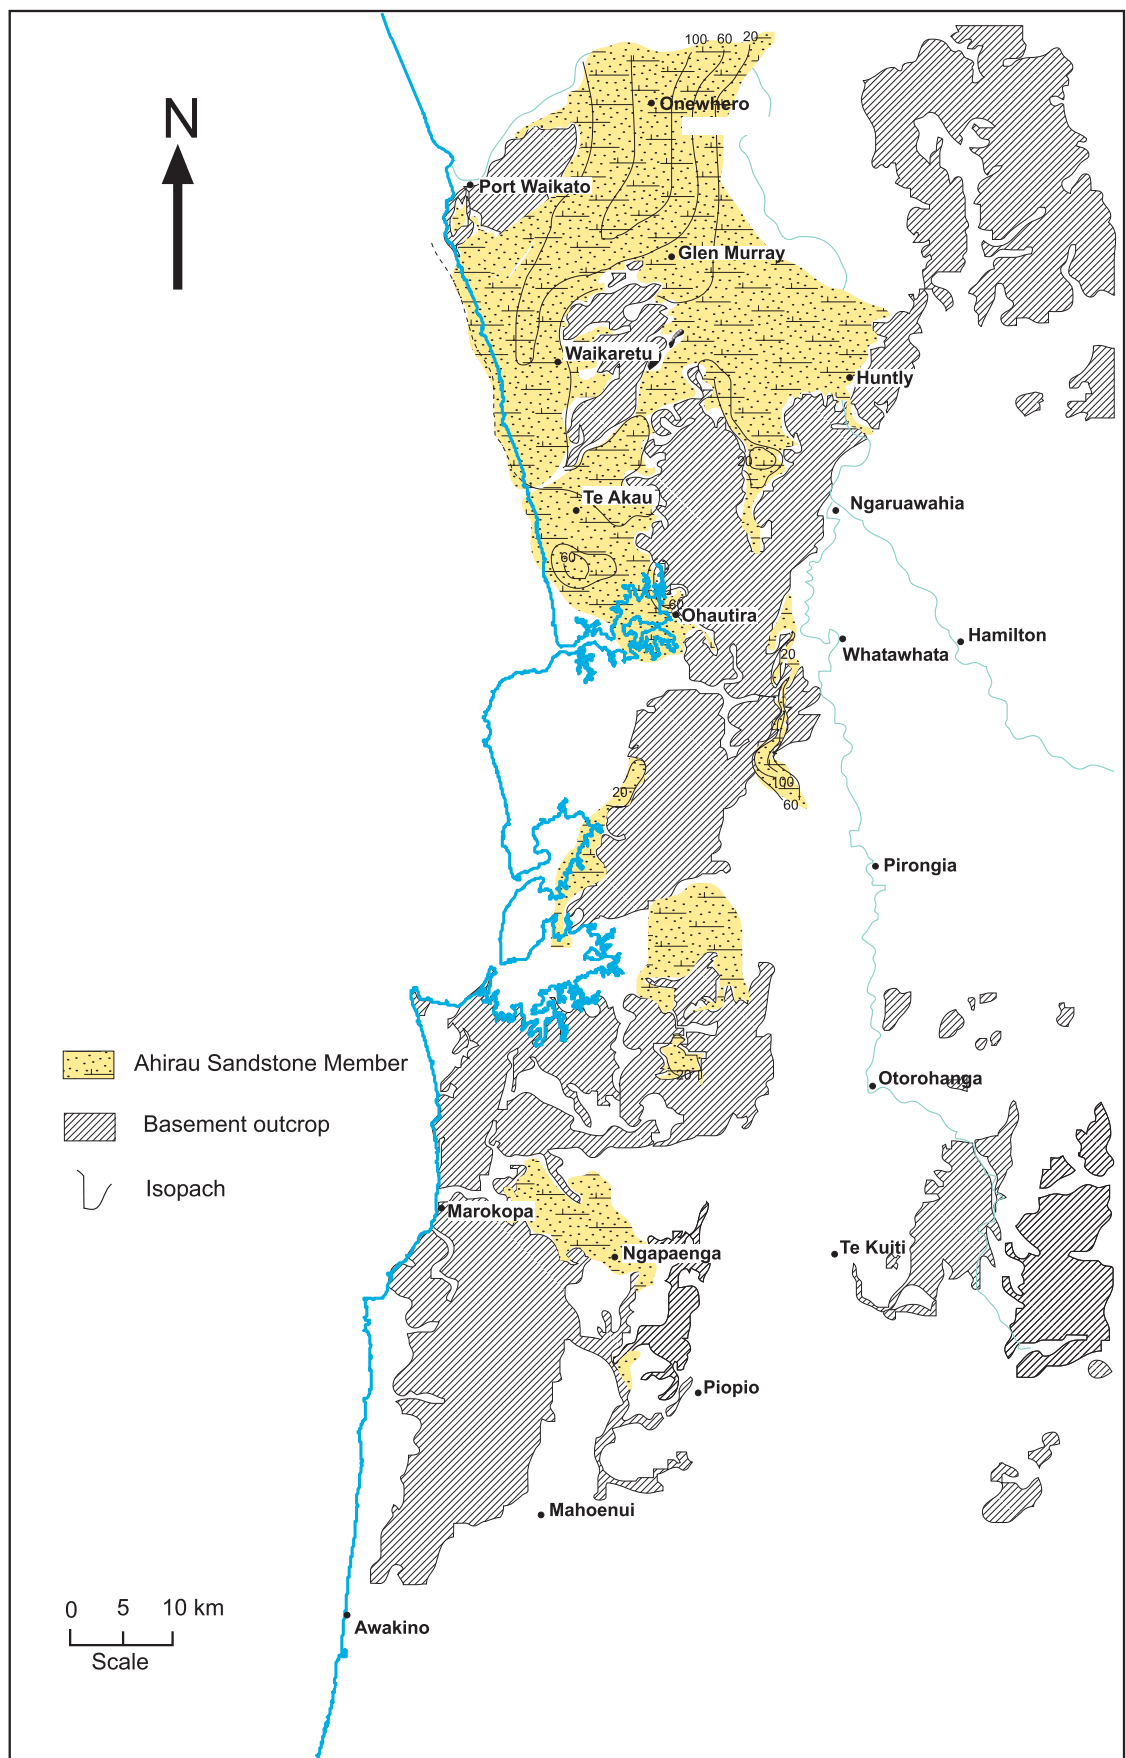 100 60 20
N
Onewhero
Port Waikato
Glen Murray
Waikaretu
Huntly
20
Te Akau
Ngaruawahia
60
60
Ohautira
Hamilton
20
Whatawhata
20
100
60
Pirongia
Ahirau Sandstone Member
20
Otorohanga
Basement outcrop
Isopach
Marokopa
Ngapaenga
Te Kuiti
Piopio
Mahoenui
0 5 10 km
Awakino
Scale